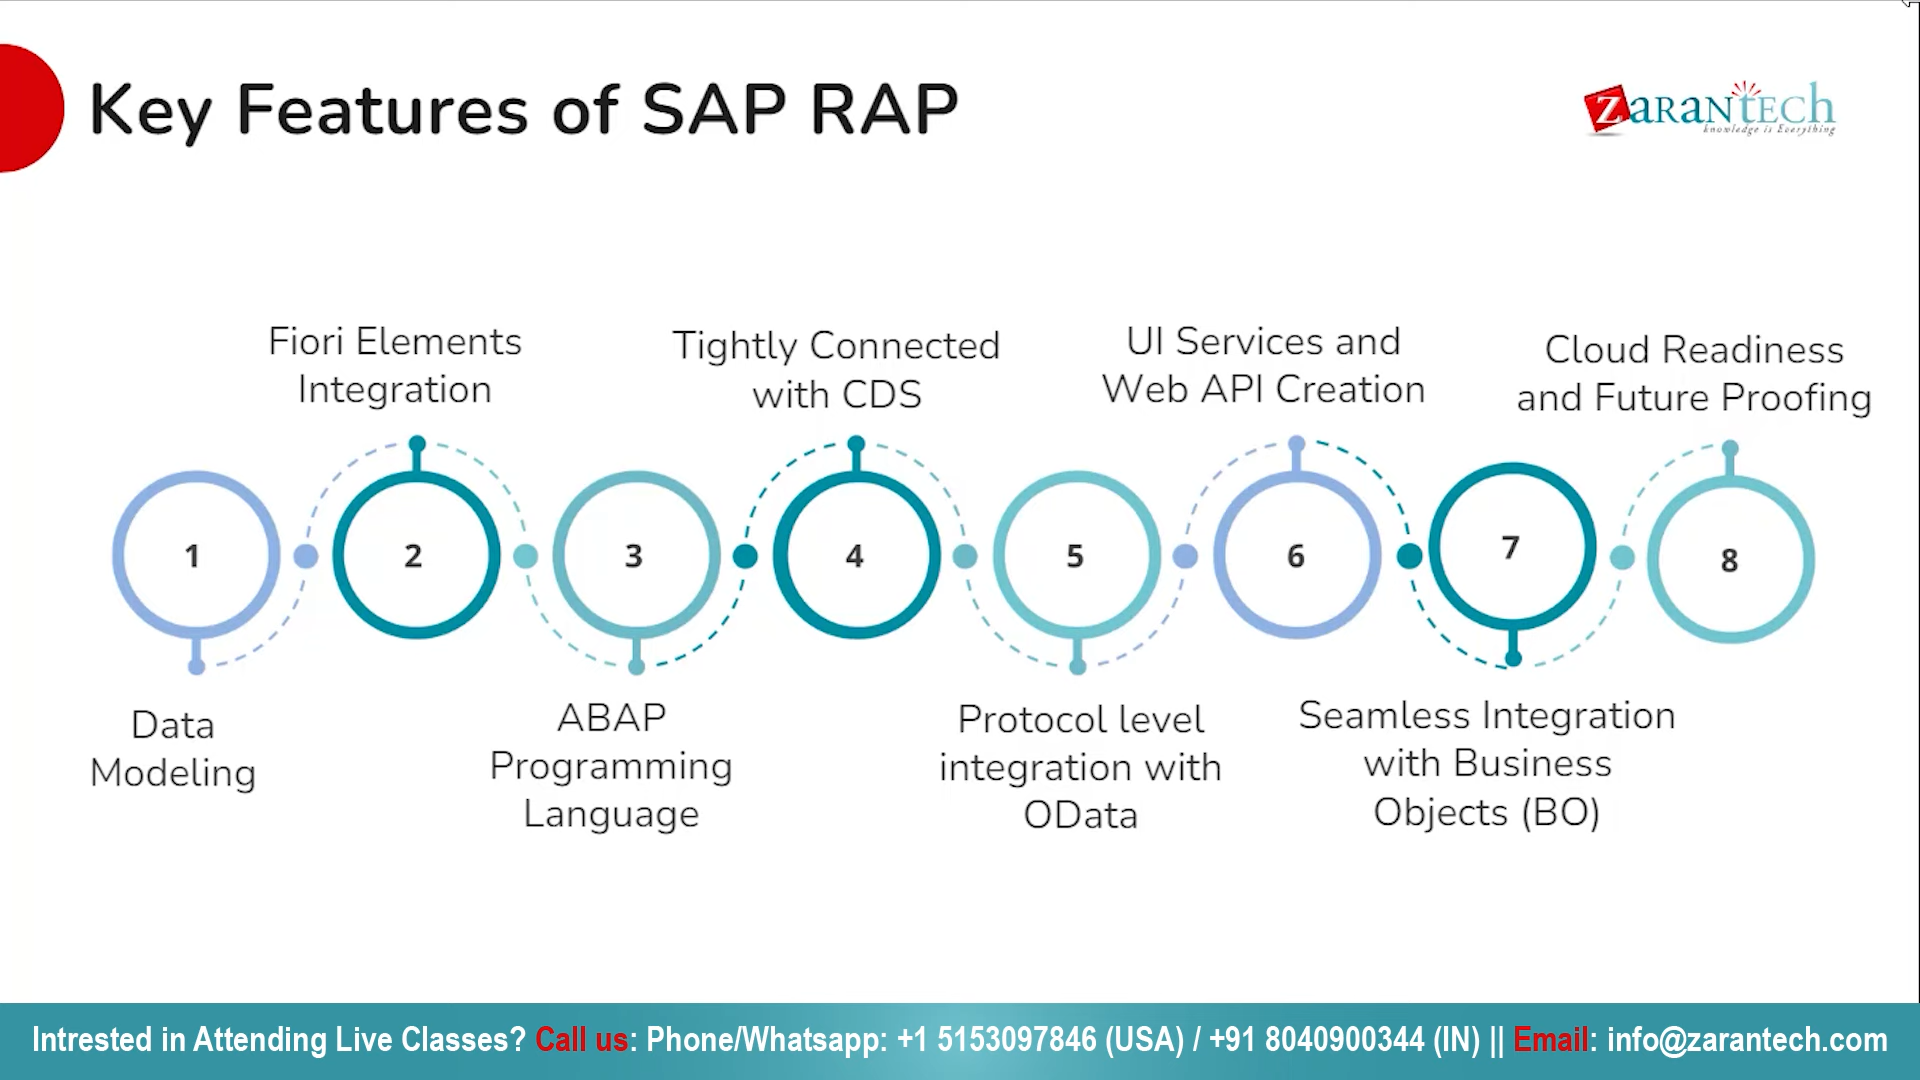 Key Features of SAP RAP
ZARANTECH
knowledge is Everything
Fiori Elements
Integration
Tightly Connected
with CDS
UI Services and
Web API Creation
Cloud Readiness
and Future Proofing
1
2
3
4
5
6
7
8
Data
Modeling
ABAP
Programming
Language
Protocol level
integration with
OData
Seamless Integration
with Business
Objects (BO)
Intrested in Attending Live Classes? Call us: Phone/Whatsapp: +1 5153097846 (USA) / +91 8040900344 (IN) || Email: info@zarantech.com